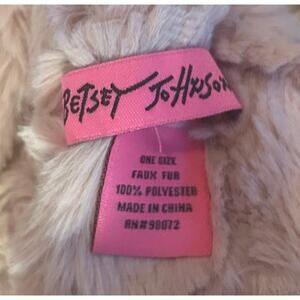 BETSEY JOHNSON
ONE SIZE
FAUX FUR
100% POLYESTER
MADE IN CHINA
RN#98072